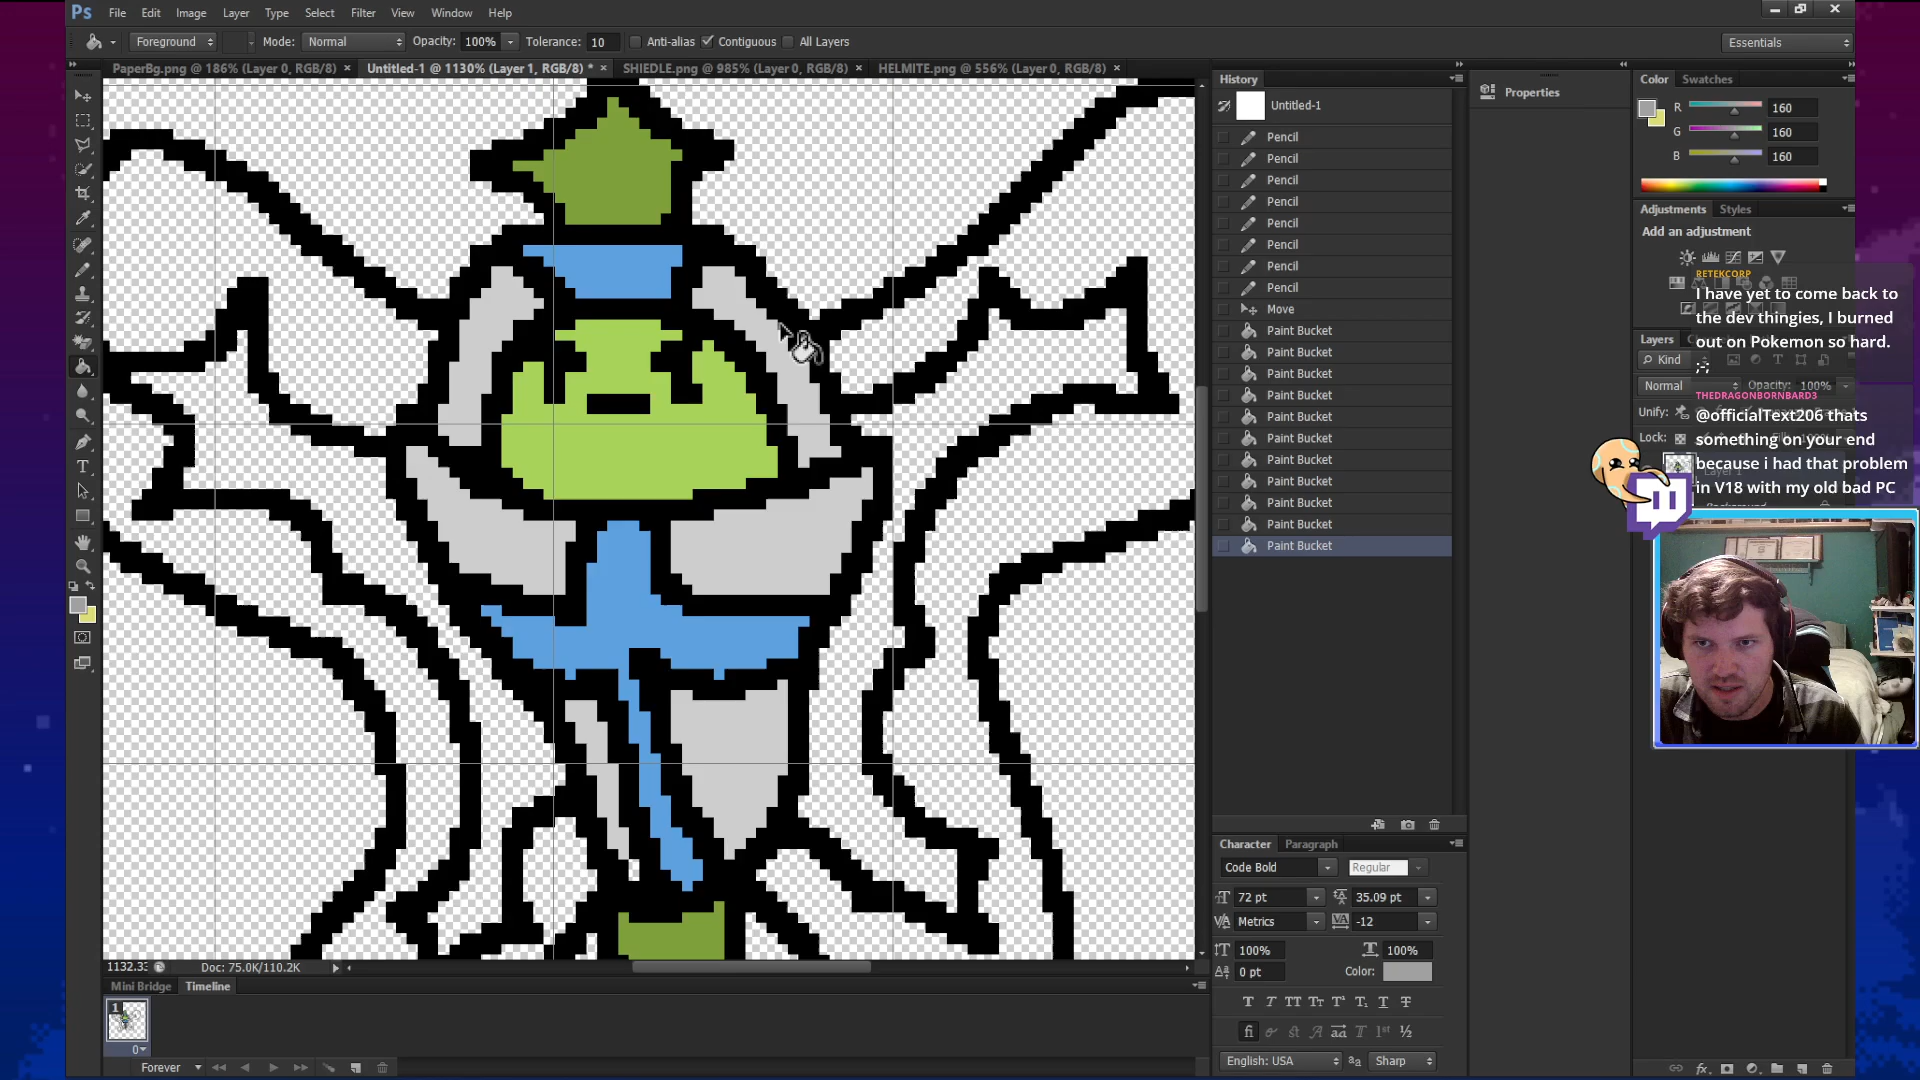 Ps File Edit Image Layer Type Select Filter 3D View Window Help
Foreground Mode: Normal Opacity: 100% Tolerance: 10 Anti-alias Contiguous All Layers Essentials
PaperBg.png @ 186% (Layer 0, RGB/8) × Untitled-1 @ 1130% (Layer 1, RGB/8) * × SHIEDLE.png @ 985% (Layer 0, RGB/8) × HELMITE.png @ 556% (Layer 0, RGB/8) ×
History
Untitled-1
Pencil
Pencil
Pencil
Pencil
Pencil
Pencil
Pencil
Pencil
Move
Paint Bucket
Paint Bucket
Paint Bucket
Paint Bucket
Paint Bucket
Paint Bucket
Paint Bucket
Paint Bucket
Paint Bucket
Paint Bucket
Paint Bucket
Properties
Color Swatches
R 160
G 160
B 160
Adjustments Styles
Add an adjustment
RETEKCORP
I have yet to come back to
the dev thingies, I burned
out on Pokemon so hard.
;-;
THEDRAGONBORNBARD3
@officialText206 thats
something on your end
because i had that problem
in V18 with my old bad PC
Layers
Kind
Normal Opacity: 100%
Unify:
Lock:
Character Paragraph
Code Bold Regular
72 pt 35.09 pt
Metrics -12
100% 100%
0 pt Color:
English: USA Sharp
1132.33 Doc: 75.0K/110.2K
Mini Bridge Timeline
1
0
Forever